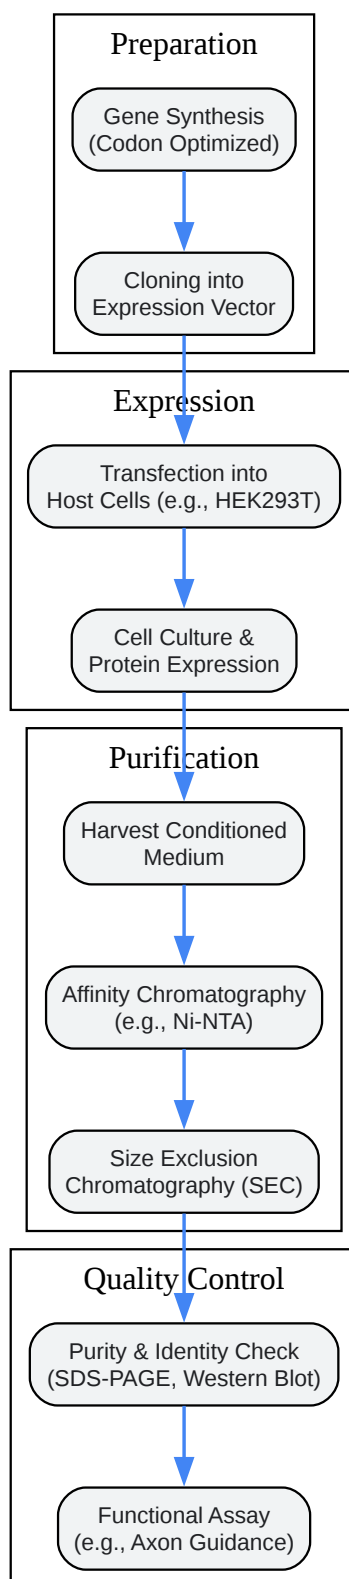 Preparation
Gene Synthesis
(Codon Optimized)
Cloning into
Expression Vector
Expression
Transfection into
Host Cells (e.g., HEK293T)
Cell Culture &
Protein Expression
Purification
Harvest Conditioned
Medium
Affinity Chromatography
(e.g., Ni-NTA)
Size Exclusion
Chromatography (SEC)
Quality Control
Purity & Identity Check
(SDS-PAGE, Western Blot)
Functional Assay
(e.g., Axon Guidance)